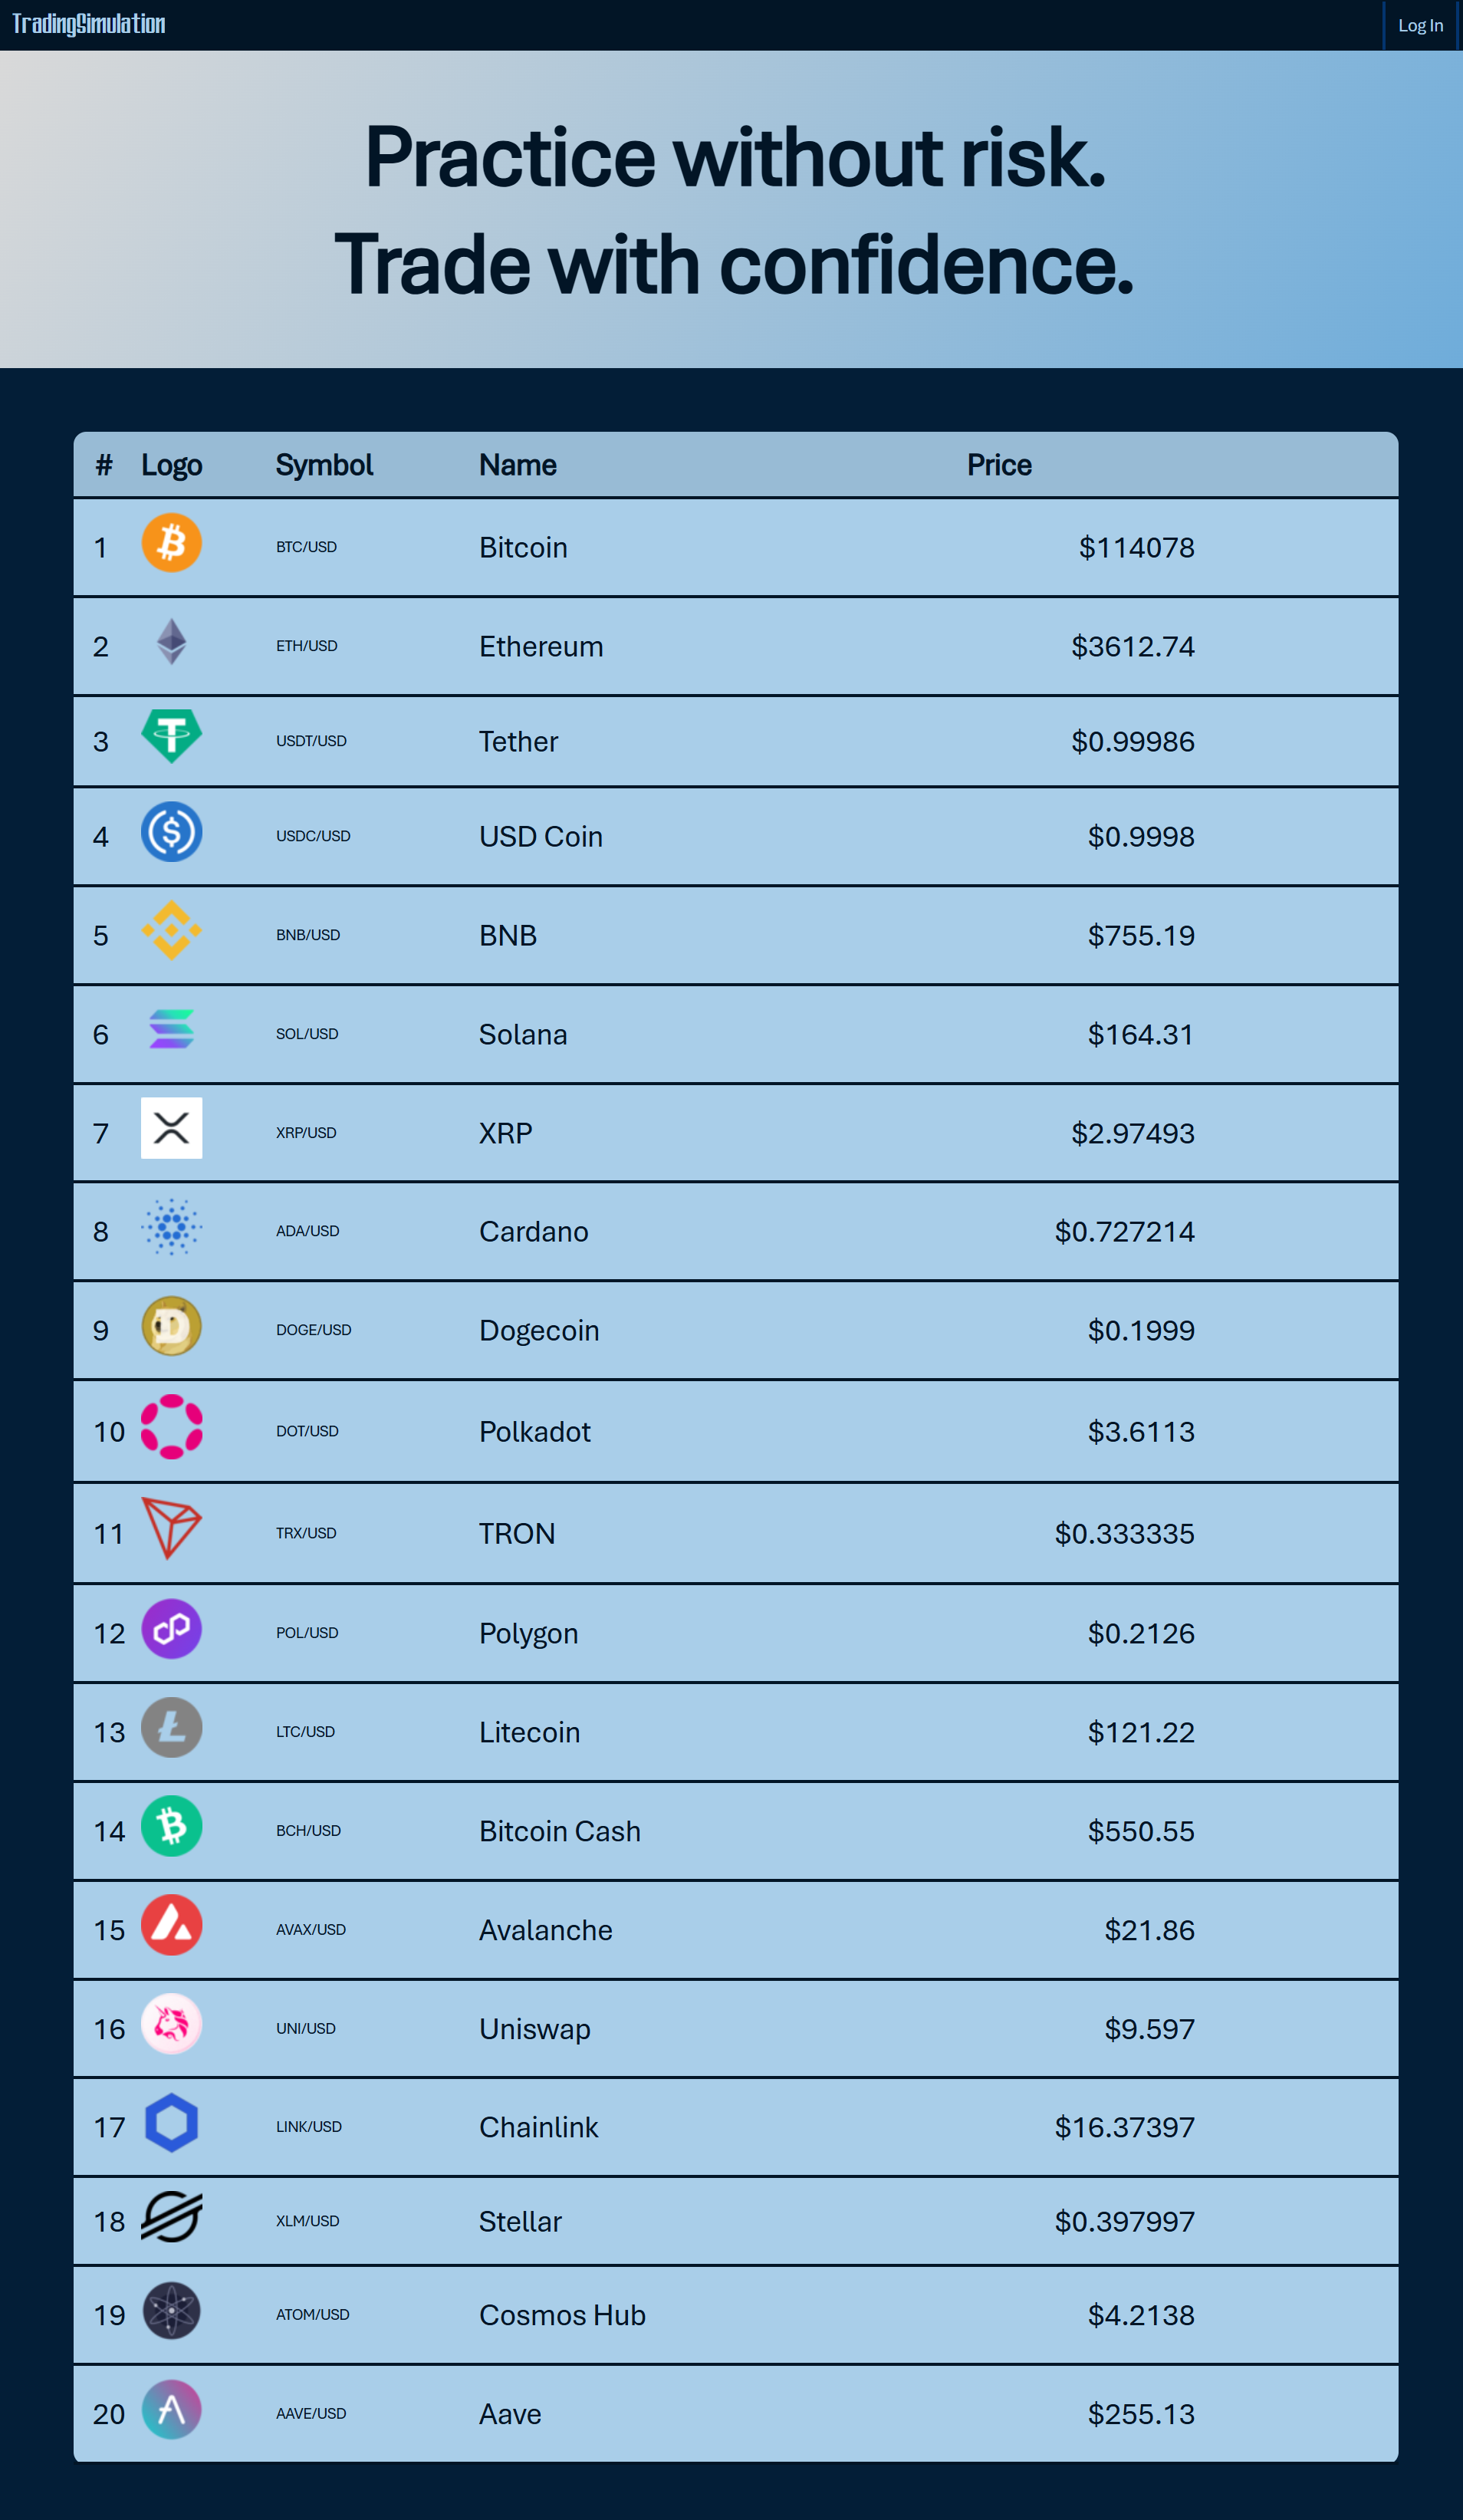 TradingSimulation Log In
Practice without risk.
Trade with confidence.
# Logo Symbol Name Price
1 BTC/USD Bitcoin $114078
2 ETH/USD Ethereum $3612.74
3 USDT/USD Tether $0.99986
4 USDC/USD USD Coin $0.9998
5 BNB/USD BNB $755.19
6 SOL/USD Solana $164.31
7 XRP/USD XRP $2.97493
8 ADA/USD Cardano $0.727214
9 DOGE/USD Dogecoin $0.1999
10 DOT/USD Polkadot $3.6113
11 TRX/USD TRON $0.333335
12 POL/USD Polygon $0.2126
13 LTC/USD Litecoin $121.22
14 BCH/USD Bitcoin Cash $550.55
15 AVAX/USD Avalanche $21.86
16 UNI/USD Uniswap $9.597
17 LINK/USD Chainlink $16.37397
18 XLM/USD Stellar $0.397997
19 ATOM/USD Cosmos Hub $4.2138
20 AAVE/USD Aave $255.13